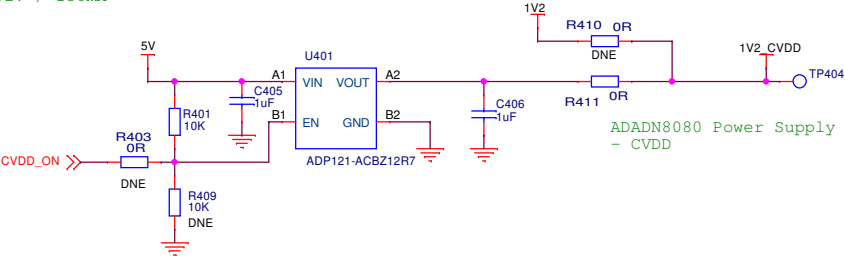 1V2
R410 0R
DNE
5V
U401
1V2_CVDD
TP404
A1
VIN VOUT
A2
C405
1uF
R401
10K
B1
EN GND
B2
C406
1uF
R411
0R
ADADN8080 Power Supply
- CVDD
R403
0R
ADP121-ACBZ12R7
CVDD_ON
DNE
R409
10K
DNE